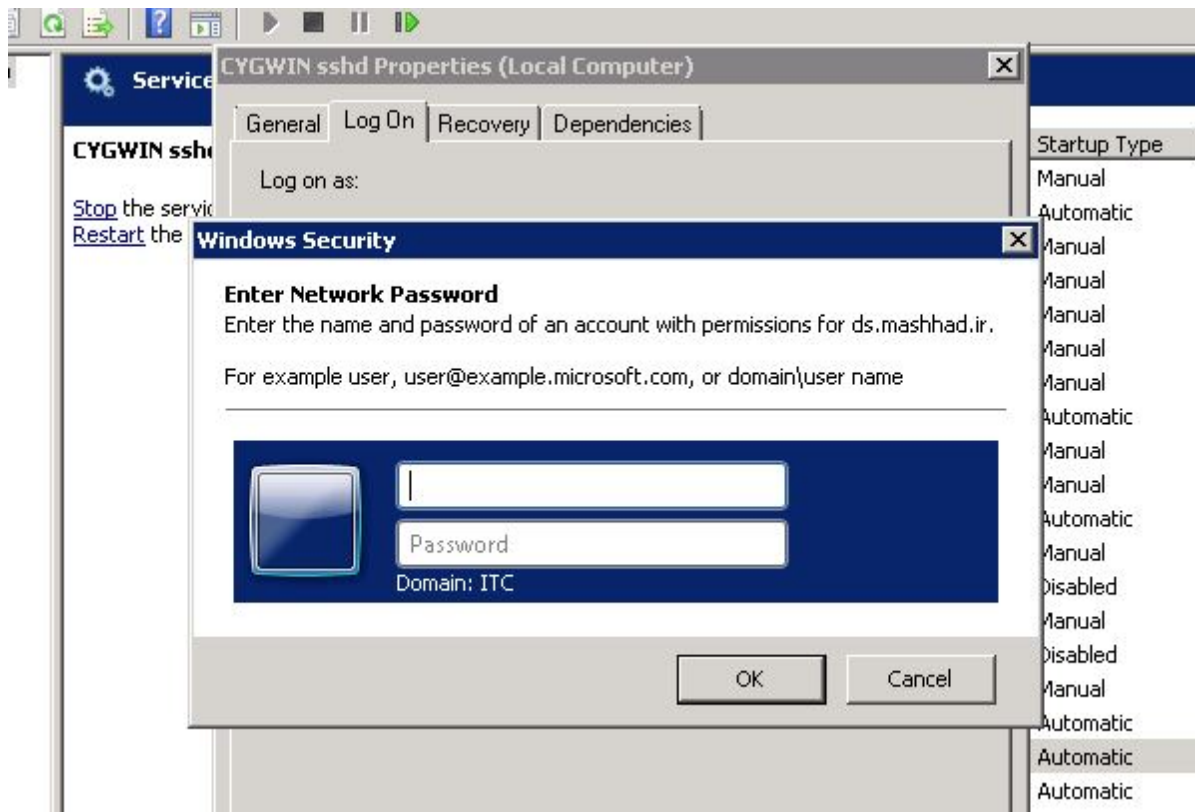 Service
CYGWIN sshd Properties (Local Computer)
General Log On Recovery Dependencies
CYGWIN sshd
Log on as:
Stop the servic
Restart the
Windows Security
Enter Network Password
Enter the name and password of an account with permissions for ds.mashhad.ir.
For example user, user@example.microsoft.com, or domain\user name
Password
Domain: ITC
OK Cancel
Startup Type
Manual
Automatic
Manual
Manual
Manual
Manual
Manual
Automatic
Manual
Manual
Automatic
Manual
Disabled
Manual
Disabled
Manual
Automatic
Automatic
Automatic